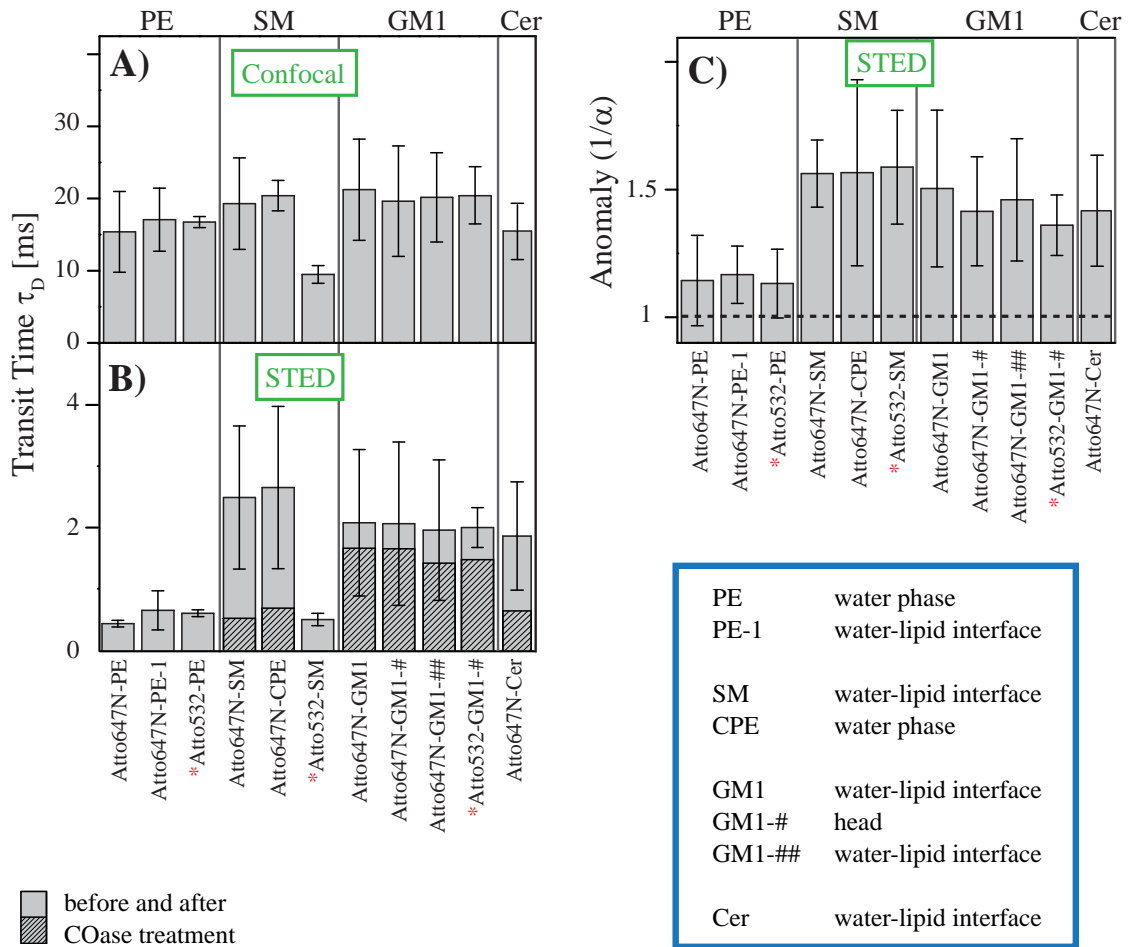 PE SM GM1 Cer
A)
Confocal
30
20
10
0
Transit Time τD [ms]
B)
STED
4
2
0
Atto647N-PE
Atto647N-PE-1
*Atto532-PE
Atto647N-SM
Atto647N-CPE
*Atto532-SM
Atto647N-GM1
Atto647N-GM1-#
Atto647N-GM1-##
*Atto532-GM1-#
Atto647N-Cer
before and after
COase treatment
PE SM GM1 Cer
C)
STED
Anomaly (1/α)
1.5
1
Atto647N-PE
Atto647N-PE-1
*Atto532-PE
Atto647N-SM
Atto647N-CPE
*Atto532-SM
Atto647N-GM1
Atto647N-GM1-#
Atto647N-GM1-##
*Atto532-GM1-#
Atto647N-Cer
PE water phase
PE-1 water-lipid interface
SM water-lipid interface
CPE water phase
GM1 water-lipid interface
GM1-# head
GM1-## water-lipid interface
Cer water-lipid interface